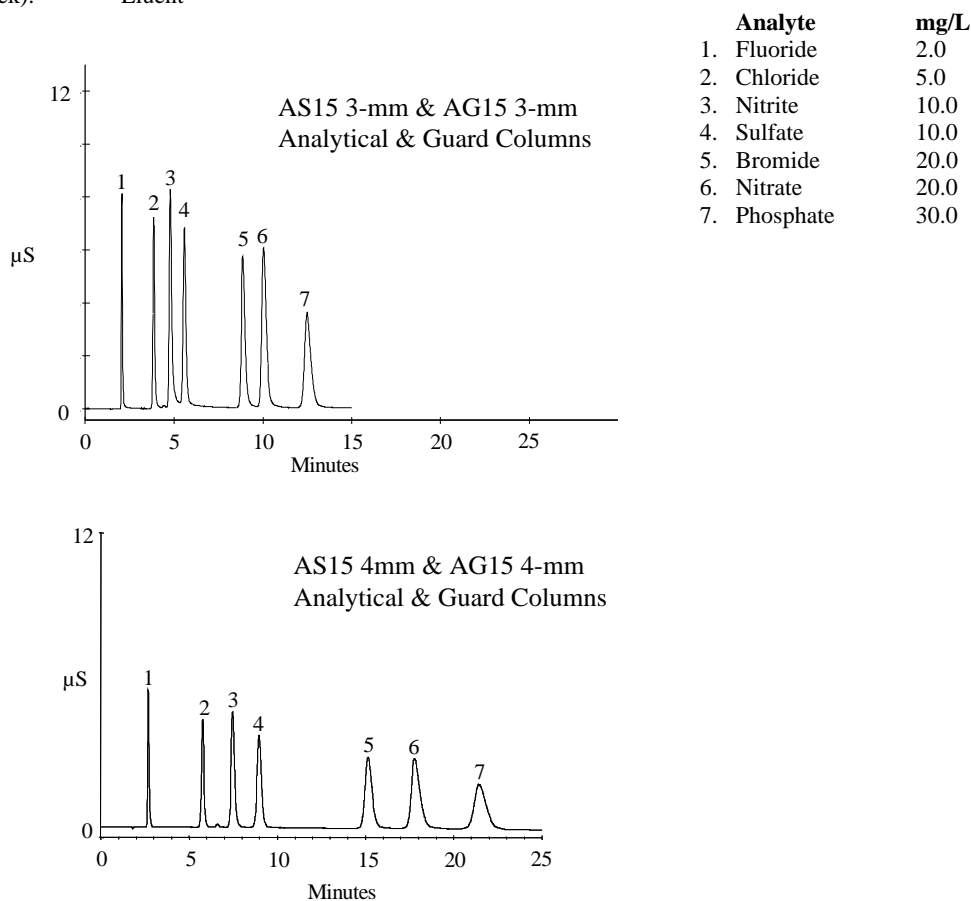 ck). Eluent
Analyte mg/L
1. Fluoride 2.0
2. Chloride 5.0
3. Nitrite 10.0
4. Sulfate 10.0
5. Bromide 20.0
6. Nitrate 20.0
7. Phosphate 30.0
12
AS15 3-mm & AG15 3-mm
Analytical & Guard Columns
1
2
3
4
5
6
7
µS
0
0 5 10 15 20 25
Minutes
12
AS15 4mm & AG15 4-mm
Analytical & Guard Columns
µS
1
2
3
4
5
6
7
0
0 5 10 15 20 25
Minutes